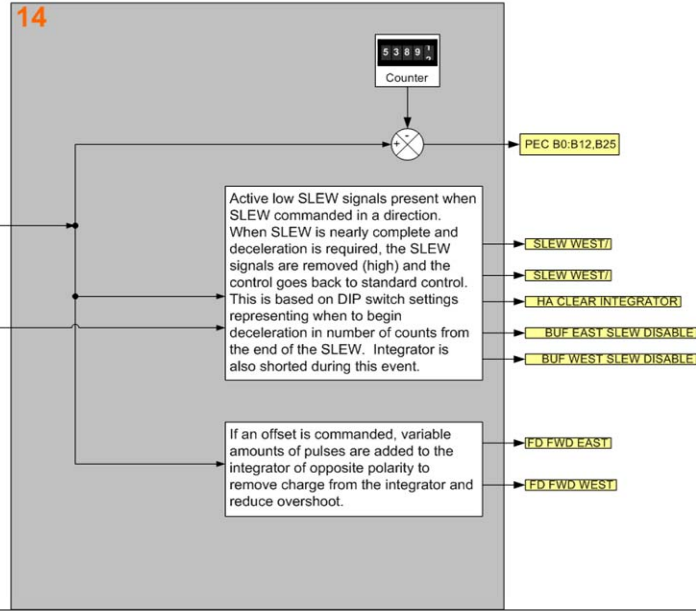 14
5 3 8 9
Counter
-
+
PEC B0:B12,B25
Active low SLEW signals present when
SLEW commanded in a direction.
When SLEW is nearly complete and
deceleration is required, the SLEW
signals are removed (high) and the
control goes back to standard control.
This is based on DIP switch settings
representing when to begin
deceleration in number of counts from
the end of the SLEW.  Integrator is
also shorted during this event.
SLEW WEST/
SLEW WEST/
HA CLEAR INTEGRATOR
BUF EAST SLEW DISABLE
BUF WEST SLEW DISABLE
If an offset is commanded, variable
amounts of pulses are added to the
integrator of opposite polarity to
remove charge from the integrator and
reduce overshoot.
FD FWD EAST
FD FWD WEST